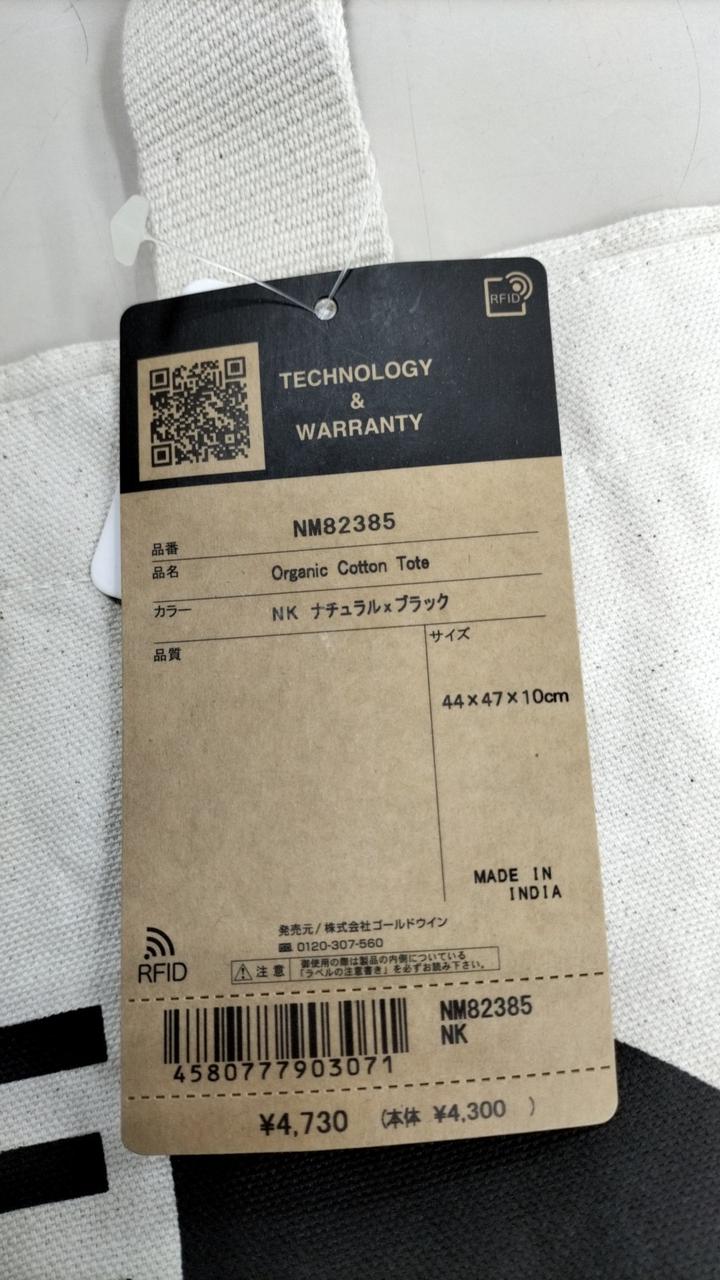 RFID
TECHNOLOGY
&
WARRANTY
品番 NM82385
品名 Organic Cotton Tote
カラー NK ナチュラルxブラック
品質
サイズ
44×47×10cm
MADE IN
INDIA
発売元/株式会社ゴールドウイン
0120-307-560
RFID
注意
御使用の際は製品の内側についている
「ラベルの注意書き」を必ずお読み下さい。
NM82385
NK
4580777903071
¥4,730 (本体 ¥4,300 )